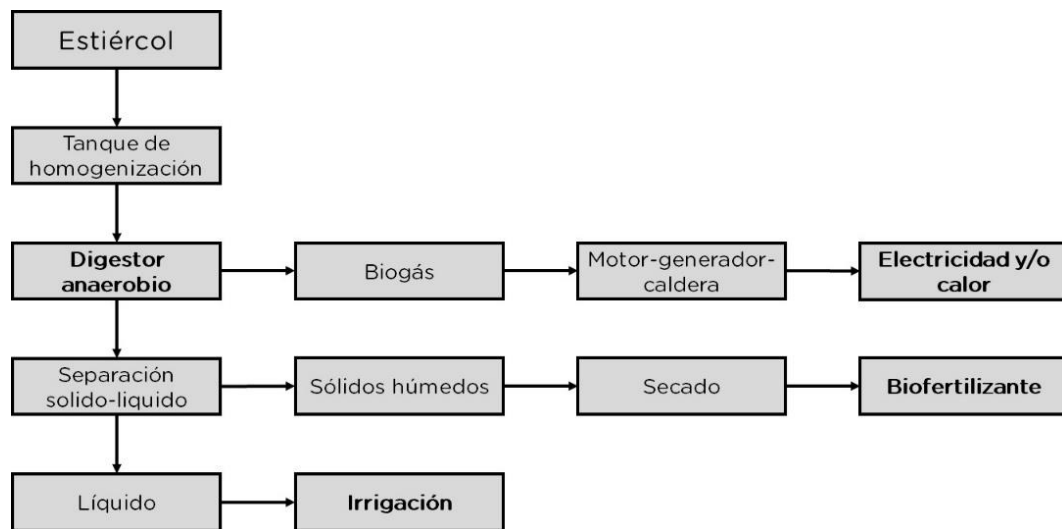 Estiércol
Tanque de
homogenización
Digestor
anaerobio
Biogás
Motor-generador-
caldera
Electricidad y/o
calor
Separación
solido-liquido
Sólidos húmedos
Secado
Biofertilizante
Líquido
Irrigación